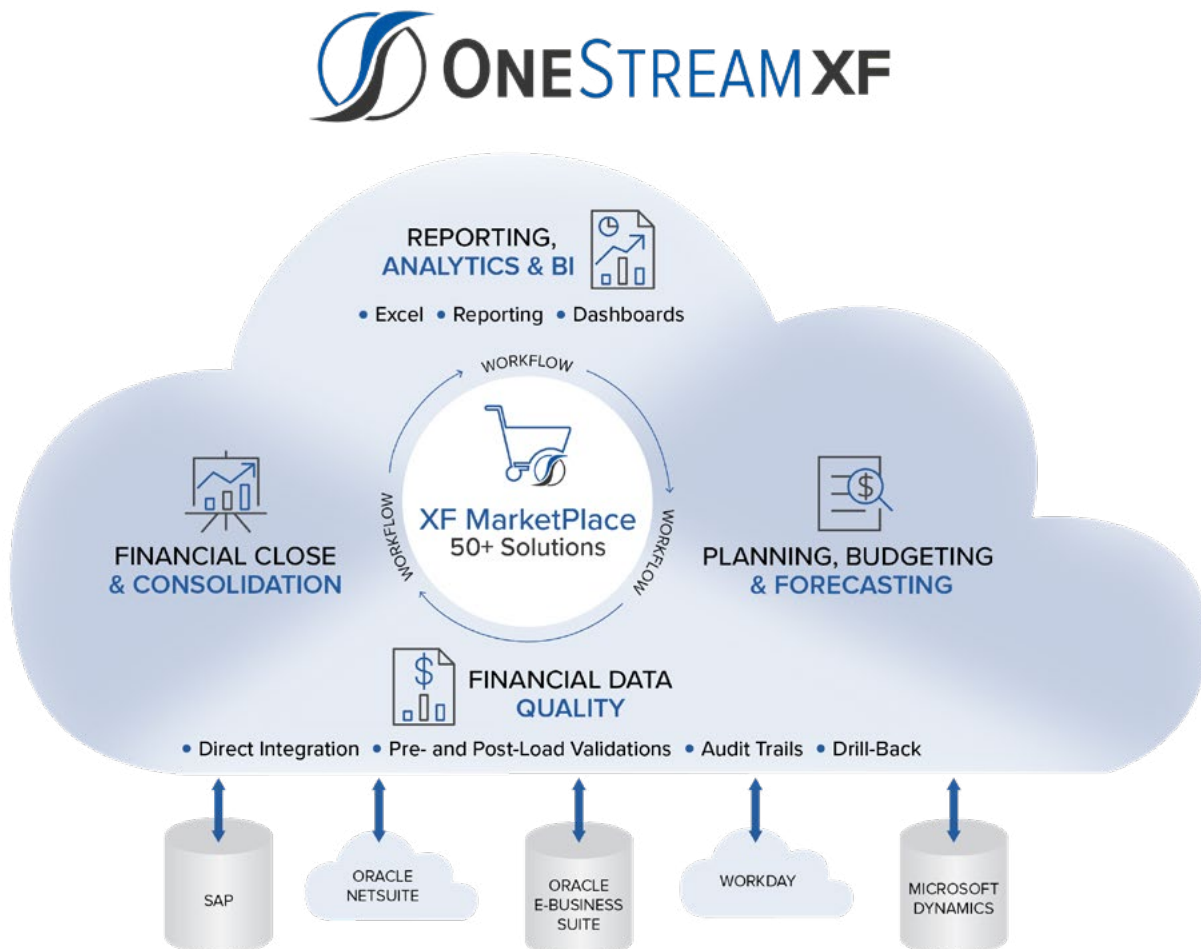 ONESTREAM XF
REPORTING,
ANALYTICS & BI
• Excel • Reporting • Dashboards
WORKFLOW
WORKFLOW
WORKFLOW
XF MarketPlace
50+ Solutions
FINANCIAL CLOSE
& CONSOLIDATION
PLANNING, BUDGETING
& FORECASTING
$
$
FINANCIAL DATA
QUALITY
• Direct Integration • Pre- and Post-Load Validations • Audit Trails • Drill-Back
SAP
ORACLE
NETSUITE
ORACLE
E-BUSINESS
SUITE
WORKDAY
MICROSOFT
DYNAMICS